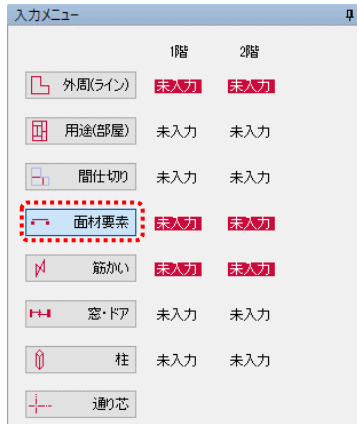 入力メニュー
1階 2階
外周(ライン) 未入力 未入力
用途(部屋) 未入力 未入力
間仕切り 未入力 未入力
面材要素 未入力 未入力
筋かい 未入力 未入力
窓・ドア 未入力 未入力
柱 未入力 未入力
通り芯